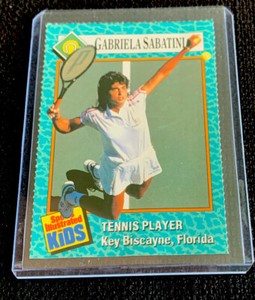 GABRIELA SABATINI
Sports
Illustrated
KIDS
TENNIS PLAYER
Key Biscayne, Florida